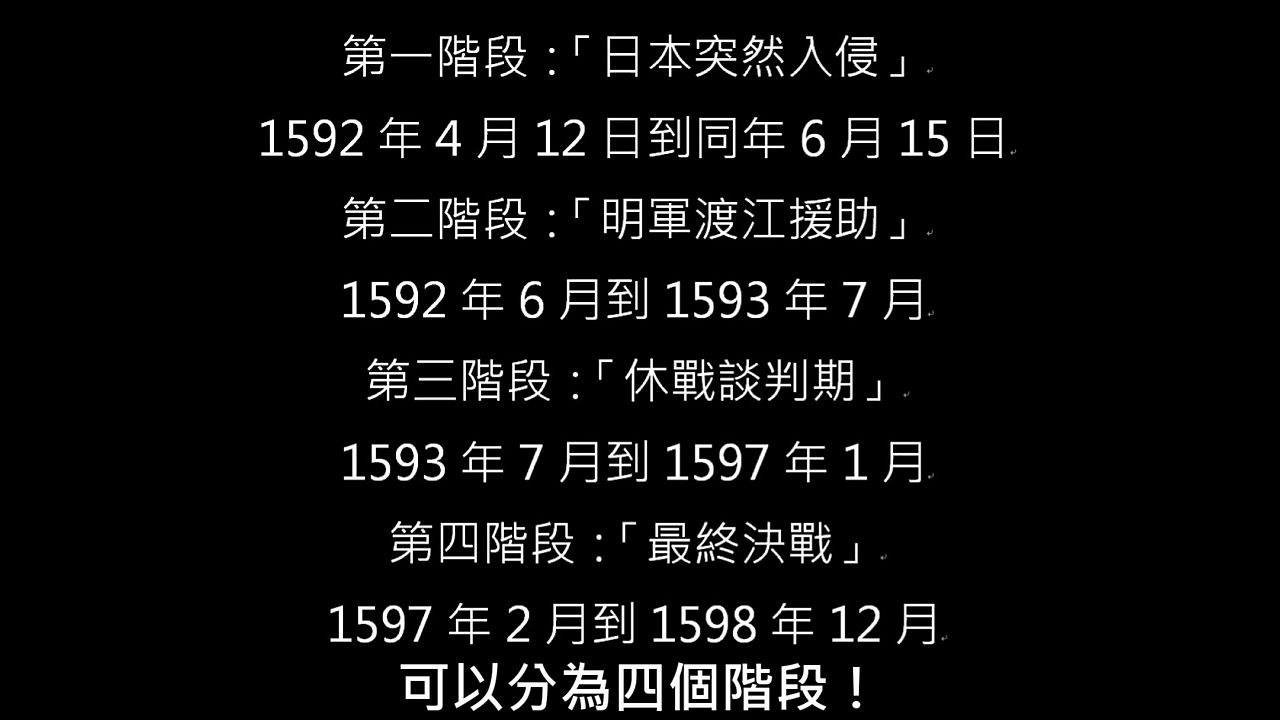 第一階段：「日本突然入侵」
1592 年 4 月 12 日到同年 6 月 15 日
第二階段：「明軍渡江援助」
1592 年 6 月到 1593 年 7 月
第三階段：「休戰談判期」
1593 年 7 月到 1597 年 1 月
第四階段：「最終決戰」
1597 年 2 月到 1598 年 12 月
可以分為四個階段！